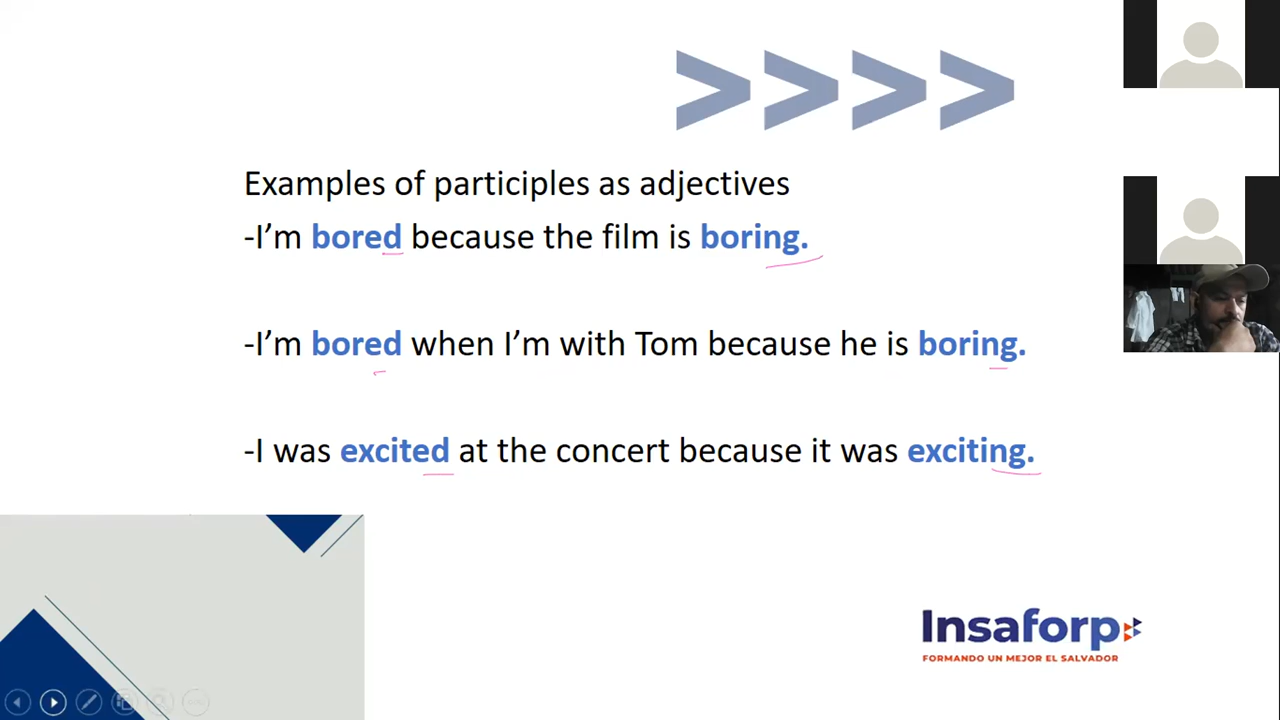 Examples of participles as adjectives
-I’m bored because the film is boring.
-I’m bored when I’m with Tom because he is boring.
-I was excited at the concert because it was exciting.
Insaforp
FORMANDO UN MEJOR EL SALVADOR